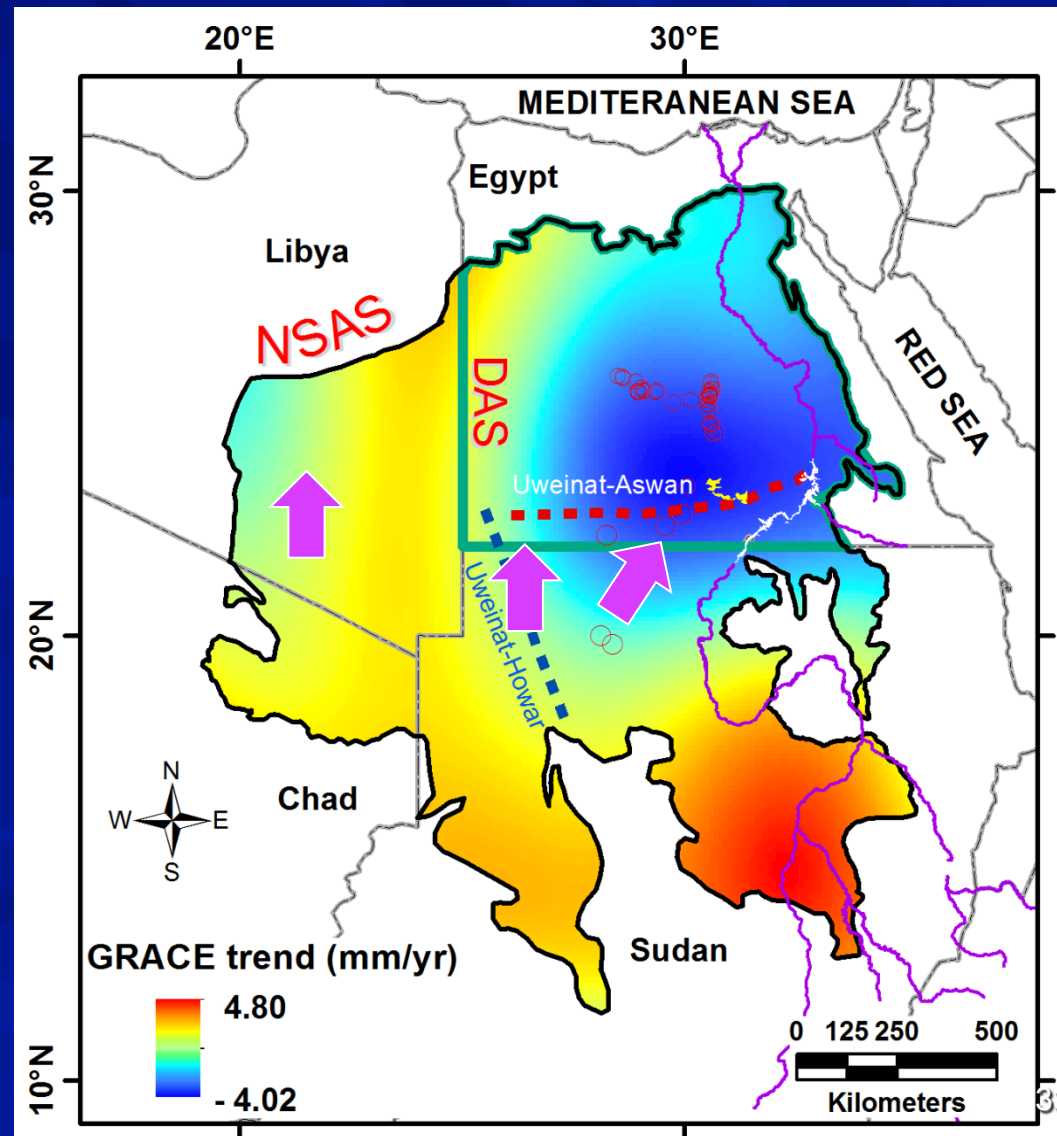 20°E 30°E
MEDITERANEAN SEA
30°N
Egypt
Libya
NSAS
DAS
RED SEA
Uweinat-Aswan
20°N
Uweinat-Howar
N
W E
S
Chad
Sudan
GRACE trend (mm/yr)
4.80
- 4.02
0 125 250 500
Kilometers
10°N